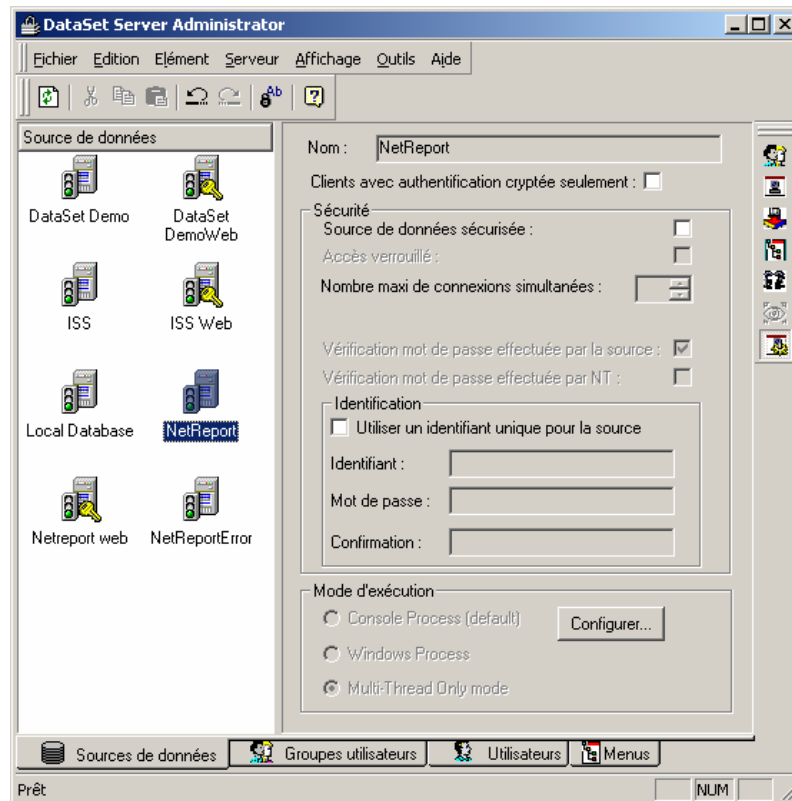 DataSet Server Administrator
Fichier Edition Elément Serveur Affichage Outils Aide
Ab
Source de données
DataSet Demo
DataSet DemoWeb
ISS
ISS Web
Local Database
NetReport
Netreport web
NetReportError
Nom : NetReport
Clients avec authentification cryptée seulement :
Sécurité
Source de données sécurisée :
Accès verrouillé :
Nombre maxi de connexions simultanées :
Vérification mot de passe effectuée par la source :
Vérification mot de passe effectuée par NT :
Identification
Utiliser un identifiant unique pour la source
Identifiant :
Mot de passe :
Confirmation :
Mode d'exécution
Console Process (default)
Configurer...
Windows Process
Multi-Thread Only mode
Sources de données Groupes utilisateurs Utilisateurs Menus
Prêt NUM